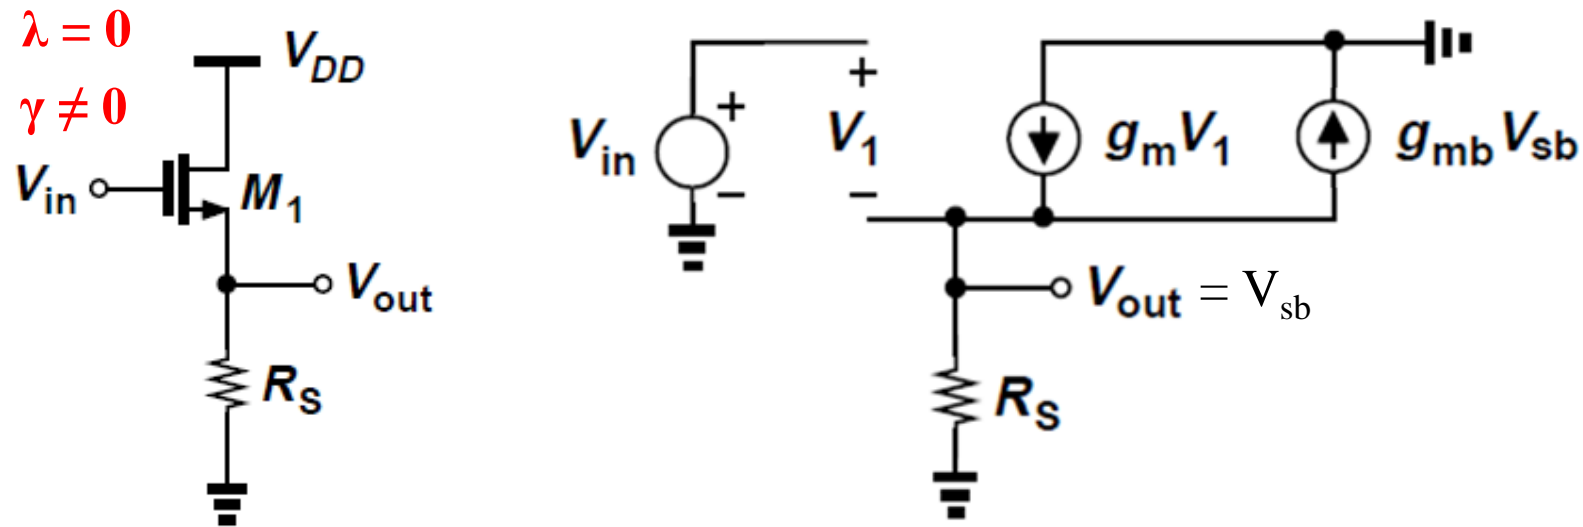 λ = 0
γ ≠ 0
V_DD
V_in
M_1
V_out
R_S
V_in
+
−
+
V_1
−
g_m V_1
g_mb V_sb
V_out = V_sb
R_S